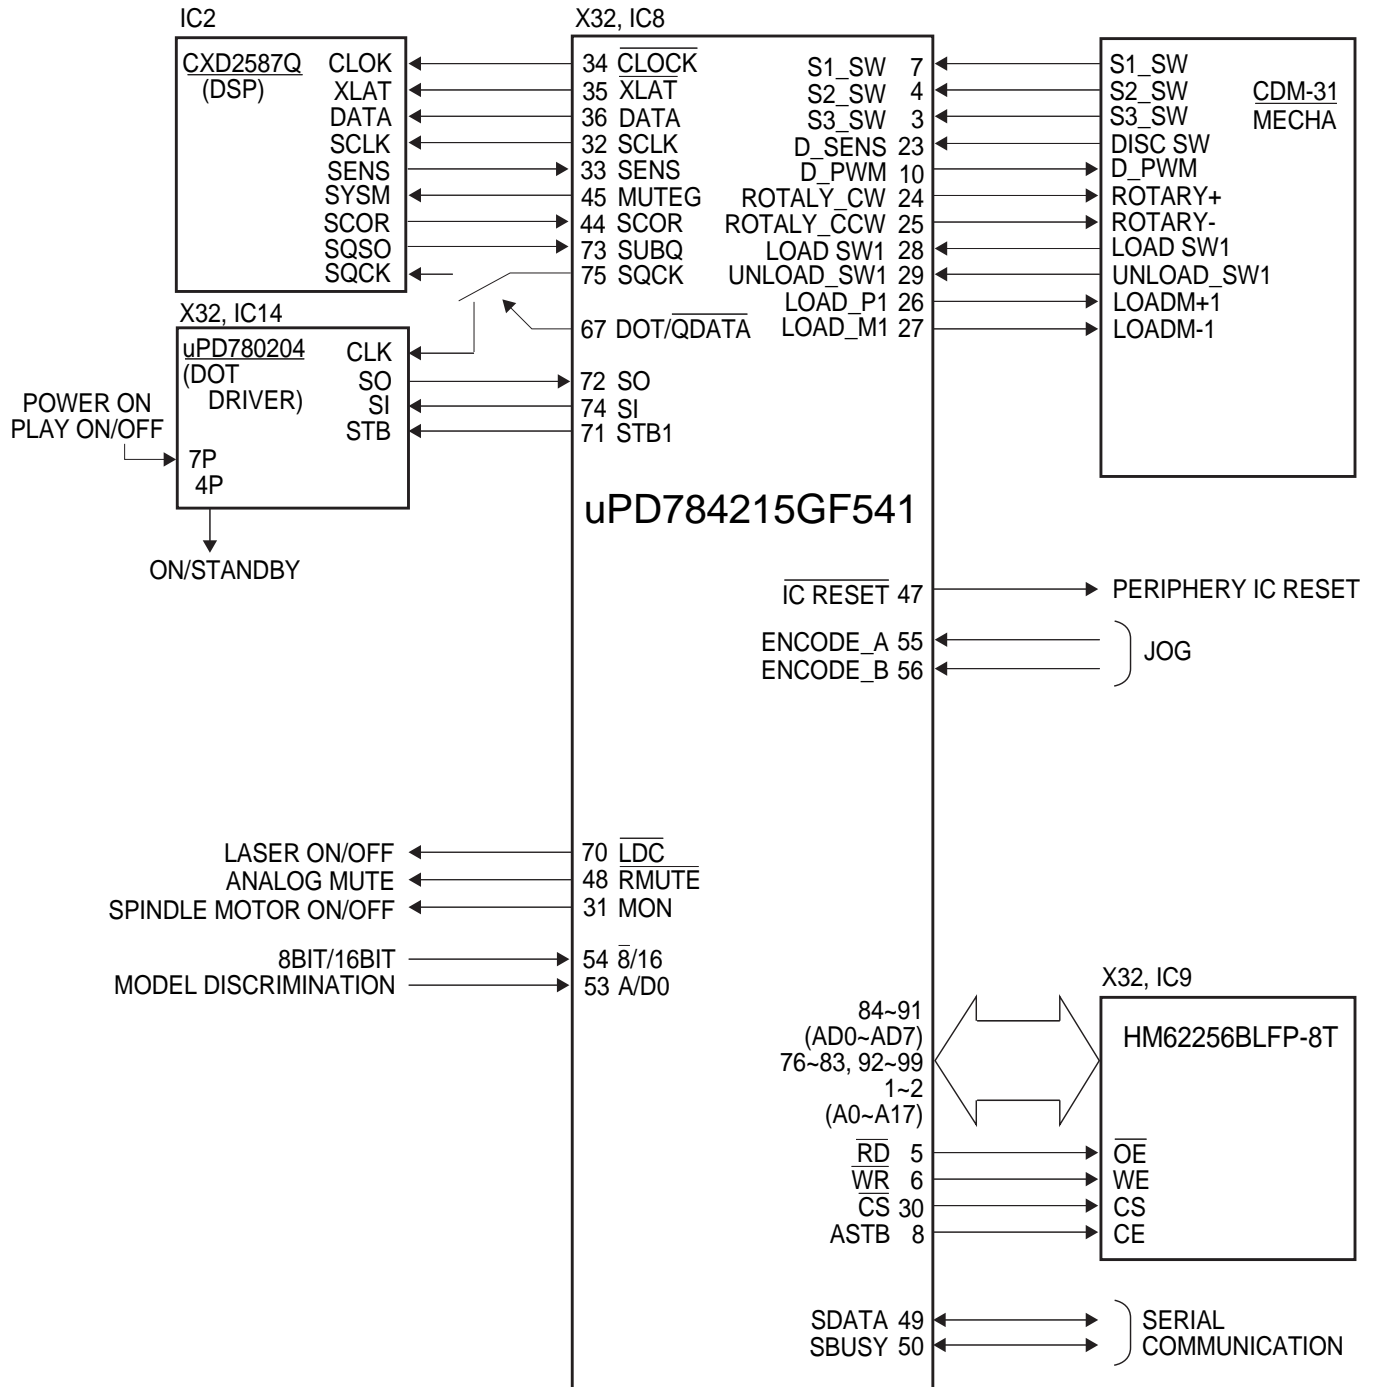 IC2
CXD2587Q
(DSP)
CLOK
XLAT
DATA
SCLK
SENS
SYSM
SCOR
SQSO
SQCK
X32, IC14
uPD780204
(DOT
DRIVER)
CLK
SO
SI
STB
7P
4P
POWER ON
PLAY ON/OFF
ON/STANDBY
X32, IC8
34 CLOCK
35 XLAT
36 DATA
32 SCLK
33 SENS
45 MUTEG
44 SCOR
73 SUBQ
75 SQCK
67 DOT/QDATA
72 SO
74 SI
71 STB1
S1_SW 7
S2_SW 4
S3_SW 3
D_SENS 23
D_PWM 10
ROTALY_CW 24
ROTALY_CCW 25
LOAD SW1 28
UNLOAD_SW1 29
LOAD_P1 26
LOAD_M1 27
S1_SW
S2_SW
S3_SW
DISC SW
D_PWM
ROTARY+
ROTARY-
LOAD SW1
UNLOAD_SW1
LOADM+1
LOADM-1
CDM-31
MECHA
uPD784215GF541
IC RESET 47
PERIPHERY IC RESET
ENCODE_A 55
ENCODE_B 56
JOG
LASER ON/OFF
70 LDC
ANALOG MUTE
48 RMUTE
SPINDLE MOTOR ON/OFF
31 MON
8BIT/16BIT
54 8/16
MODEL DISCRIMINATION
53 A/D0
84~91
(AD0~AD7)
76~83, 92~99
1~2
(A0~A17)
RD 5
WR 6
CS 30
ASTB 8
X32, IC9
HM62256BLFP-8T
OE
WE
CS
CE
SDATA 49
SBUSY 50
SERIAL
COMMUNICATION